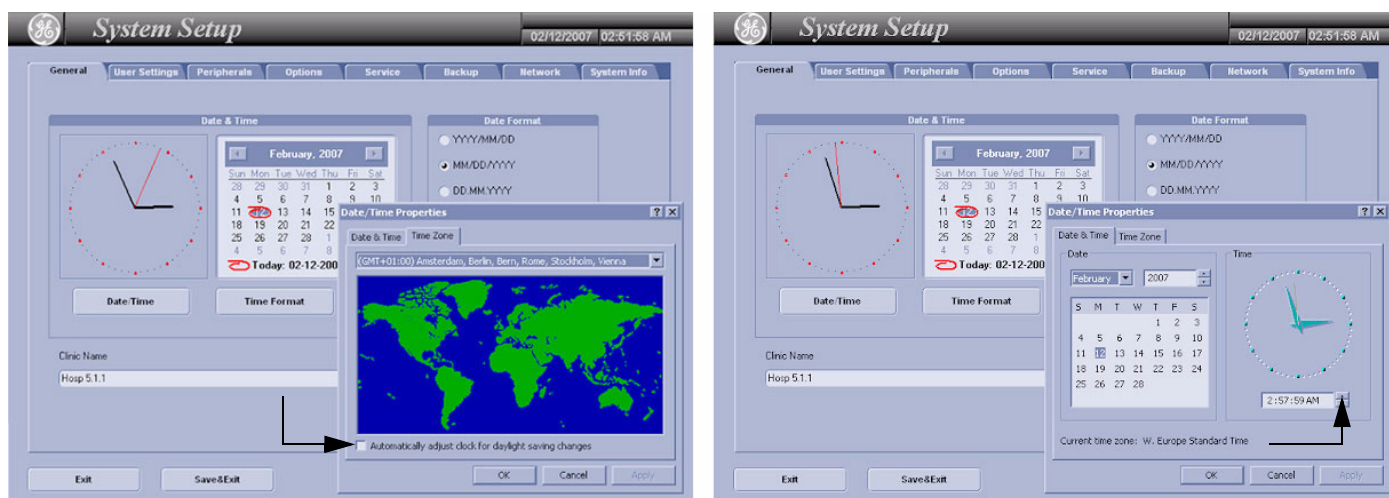 GE
System Setup
02/12/2007 02:51:58 AM
General User Settings Peripherals Options Service Backup Network System Info
Date & Time
Date Format
February, 2007
YYYY/MM/DD
MM/DD/YYYY
DD.MM.YYYY
Sun Mon Tue Wed Thu Fri Sat
28 29 30 31 1 2 3
4 5 6 7 8 9 10
11 12 13 14 15
18 19 20 21 22
25 26 27 28 1
4 5 6 7 8
Today: 02-12-200
Date/Time
Time Format
Clinic Name
Hosp 5.1.1
Exit
Save&Exit
Date/Time Properties
Date & Time Time Zone
(GMT+01:00) Amsterdam, Berlin, Bern, Rome, Stockholm, Vienna
Automatically adjust clock for daylight saving changes
OK Cancel Apply
GE
System Setup
02/12/2007 02:51:58 AM
General User Settings Peripherals Options Service Backup Network System Info
Date & Time
Date Format
February, 2007
YYYY/MM/DD
MM/DD/YYYY
DD.MM.YYYY
Sun Mon Tue Wed Thu Fri Sat
28 29 30 31 1 2 3
4 5 6 7 8 9 10
11 12 13 14 15
18 19 20 21 22
25 26 27 28 1
4 5 6 7 8
Today: 02-12-200
Date/Time
Time Format
Clinic Name
Hosp 5.1.1
Exit
Save&Exit
Date/Time Properties
Date & Time Time Zone
Date
Time
February 2007
S M T W T F S
1 2 3
4 5 6 7 8 9 10
11 12 13 14 15 16 17
18 19 20 21 22 23 24
25 26 27 28
2:57:59 AM
Current time zone: W. Europe Standard Time
OK Cancel Apply